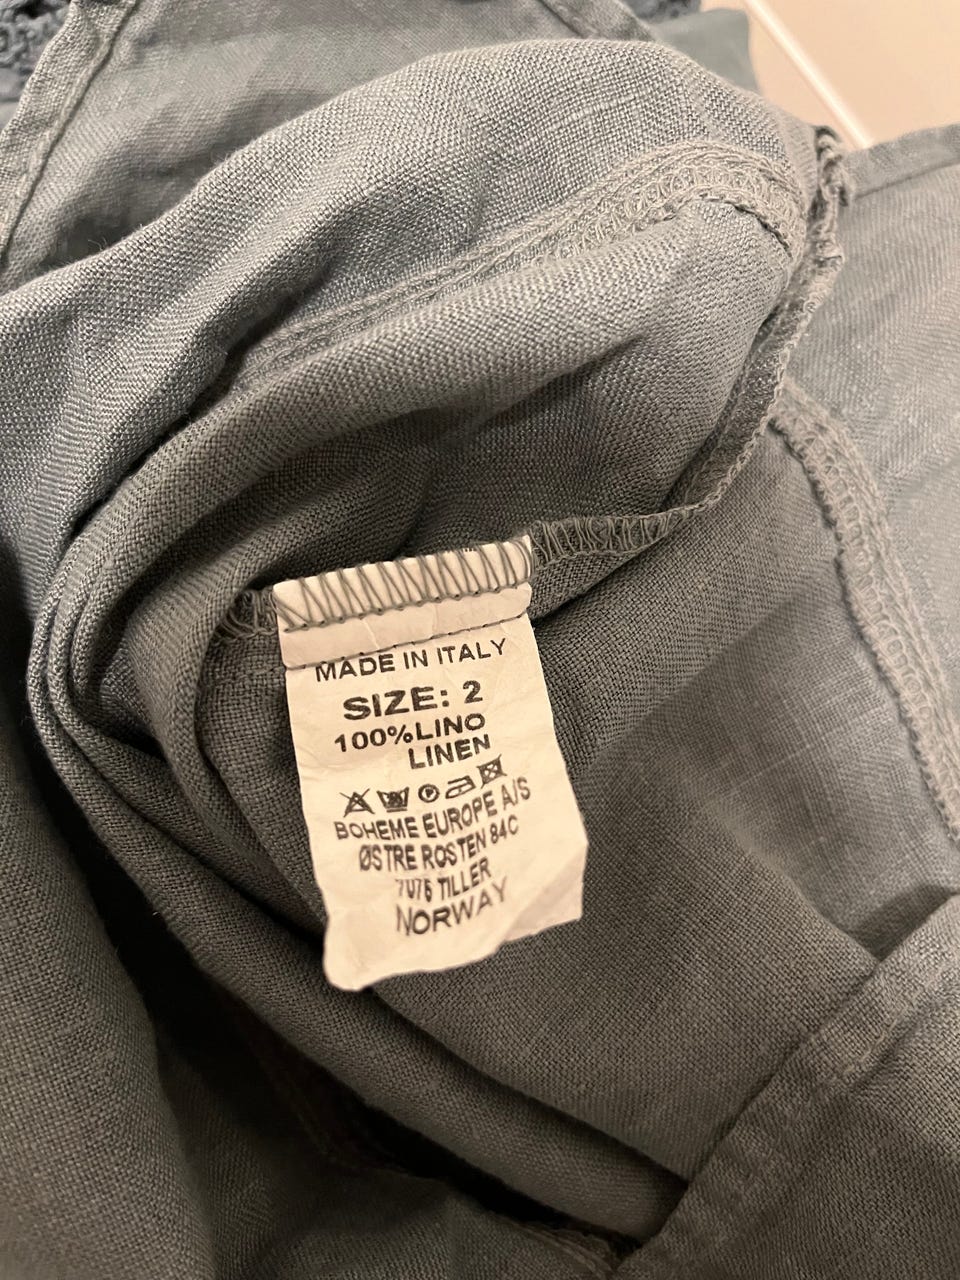 MADE IN ITALY
SIZE: 2
100%LINO
LINEN
BOHEME EUROPE A/S
ØSTRE ROSTEN 84C
7075 TILLER
NORWAY